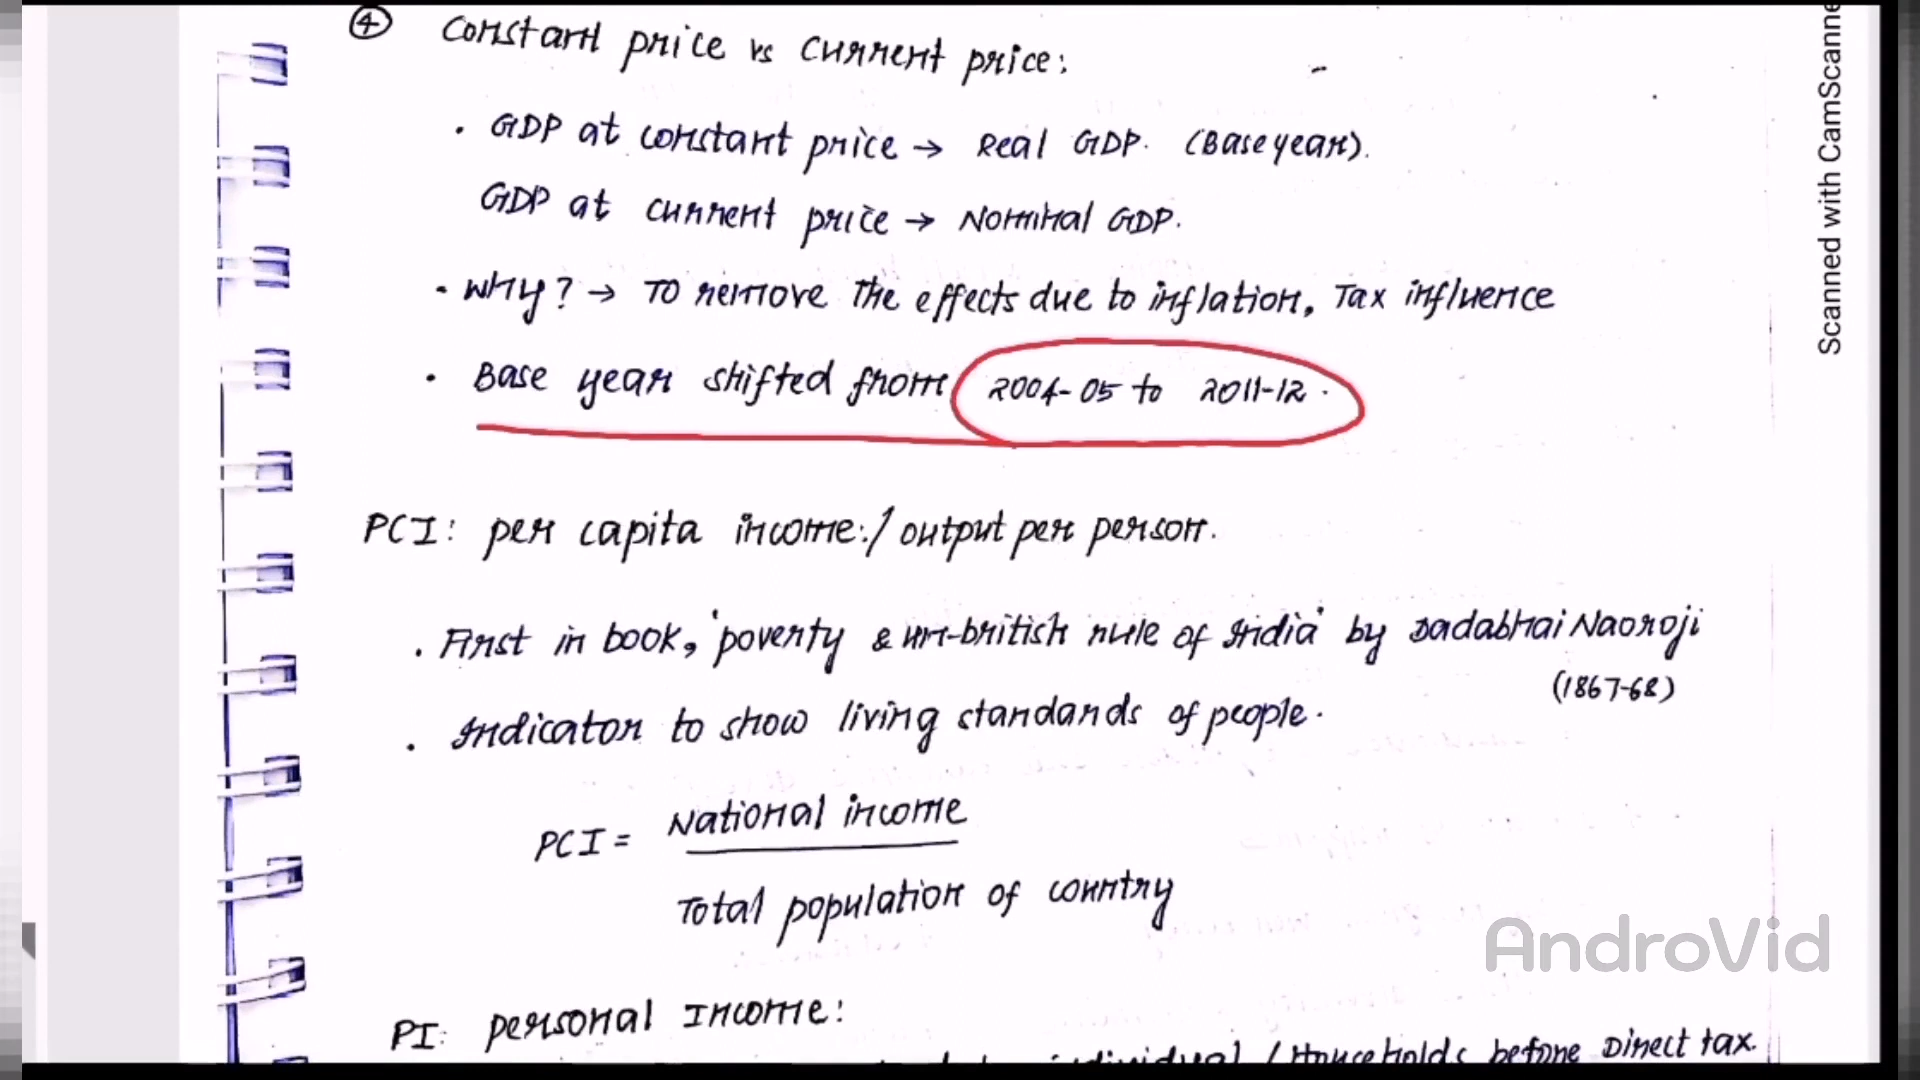 ④ Constant price vs current price:
• GDP at constant price → Real GDP. (Base year).
GDP at current price → Nominal GDP.
• Why? → To remove the effects due to inflation, Tax influence
• Base year shifted from 2004-05 to 2011-12.
PCI: per capita income:/output per person.
• First in book, 'poverty & un-british rule of India' by Dadabhai Naoroji
(1867-68)
• Indicator to show living standards of people.
PCI = National income
Total population of country
PI: personal Income:
individual / Households before Direct tax.
Scanned with CamScanne
AndroVid